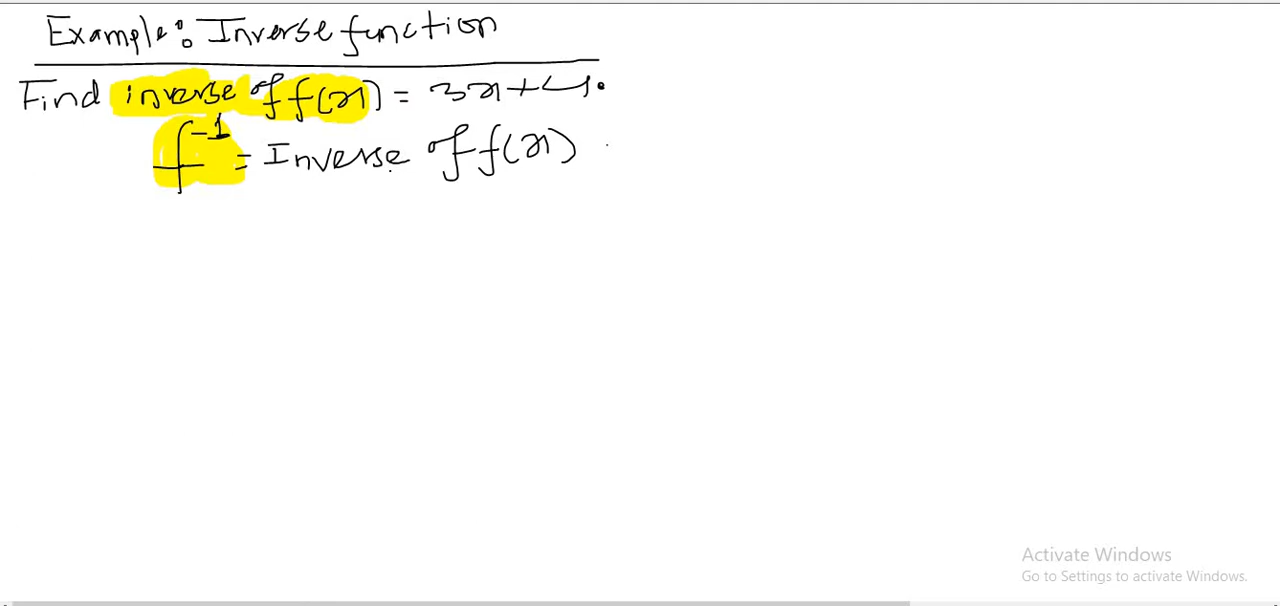 Example: Inverse function
Find inverse of f(x) = 3x+4.
f⁻¹ = Inverse of f(x)
Activate Windows
Go to Settings to activate Windows.